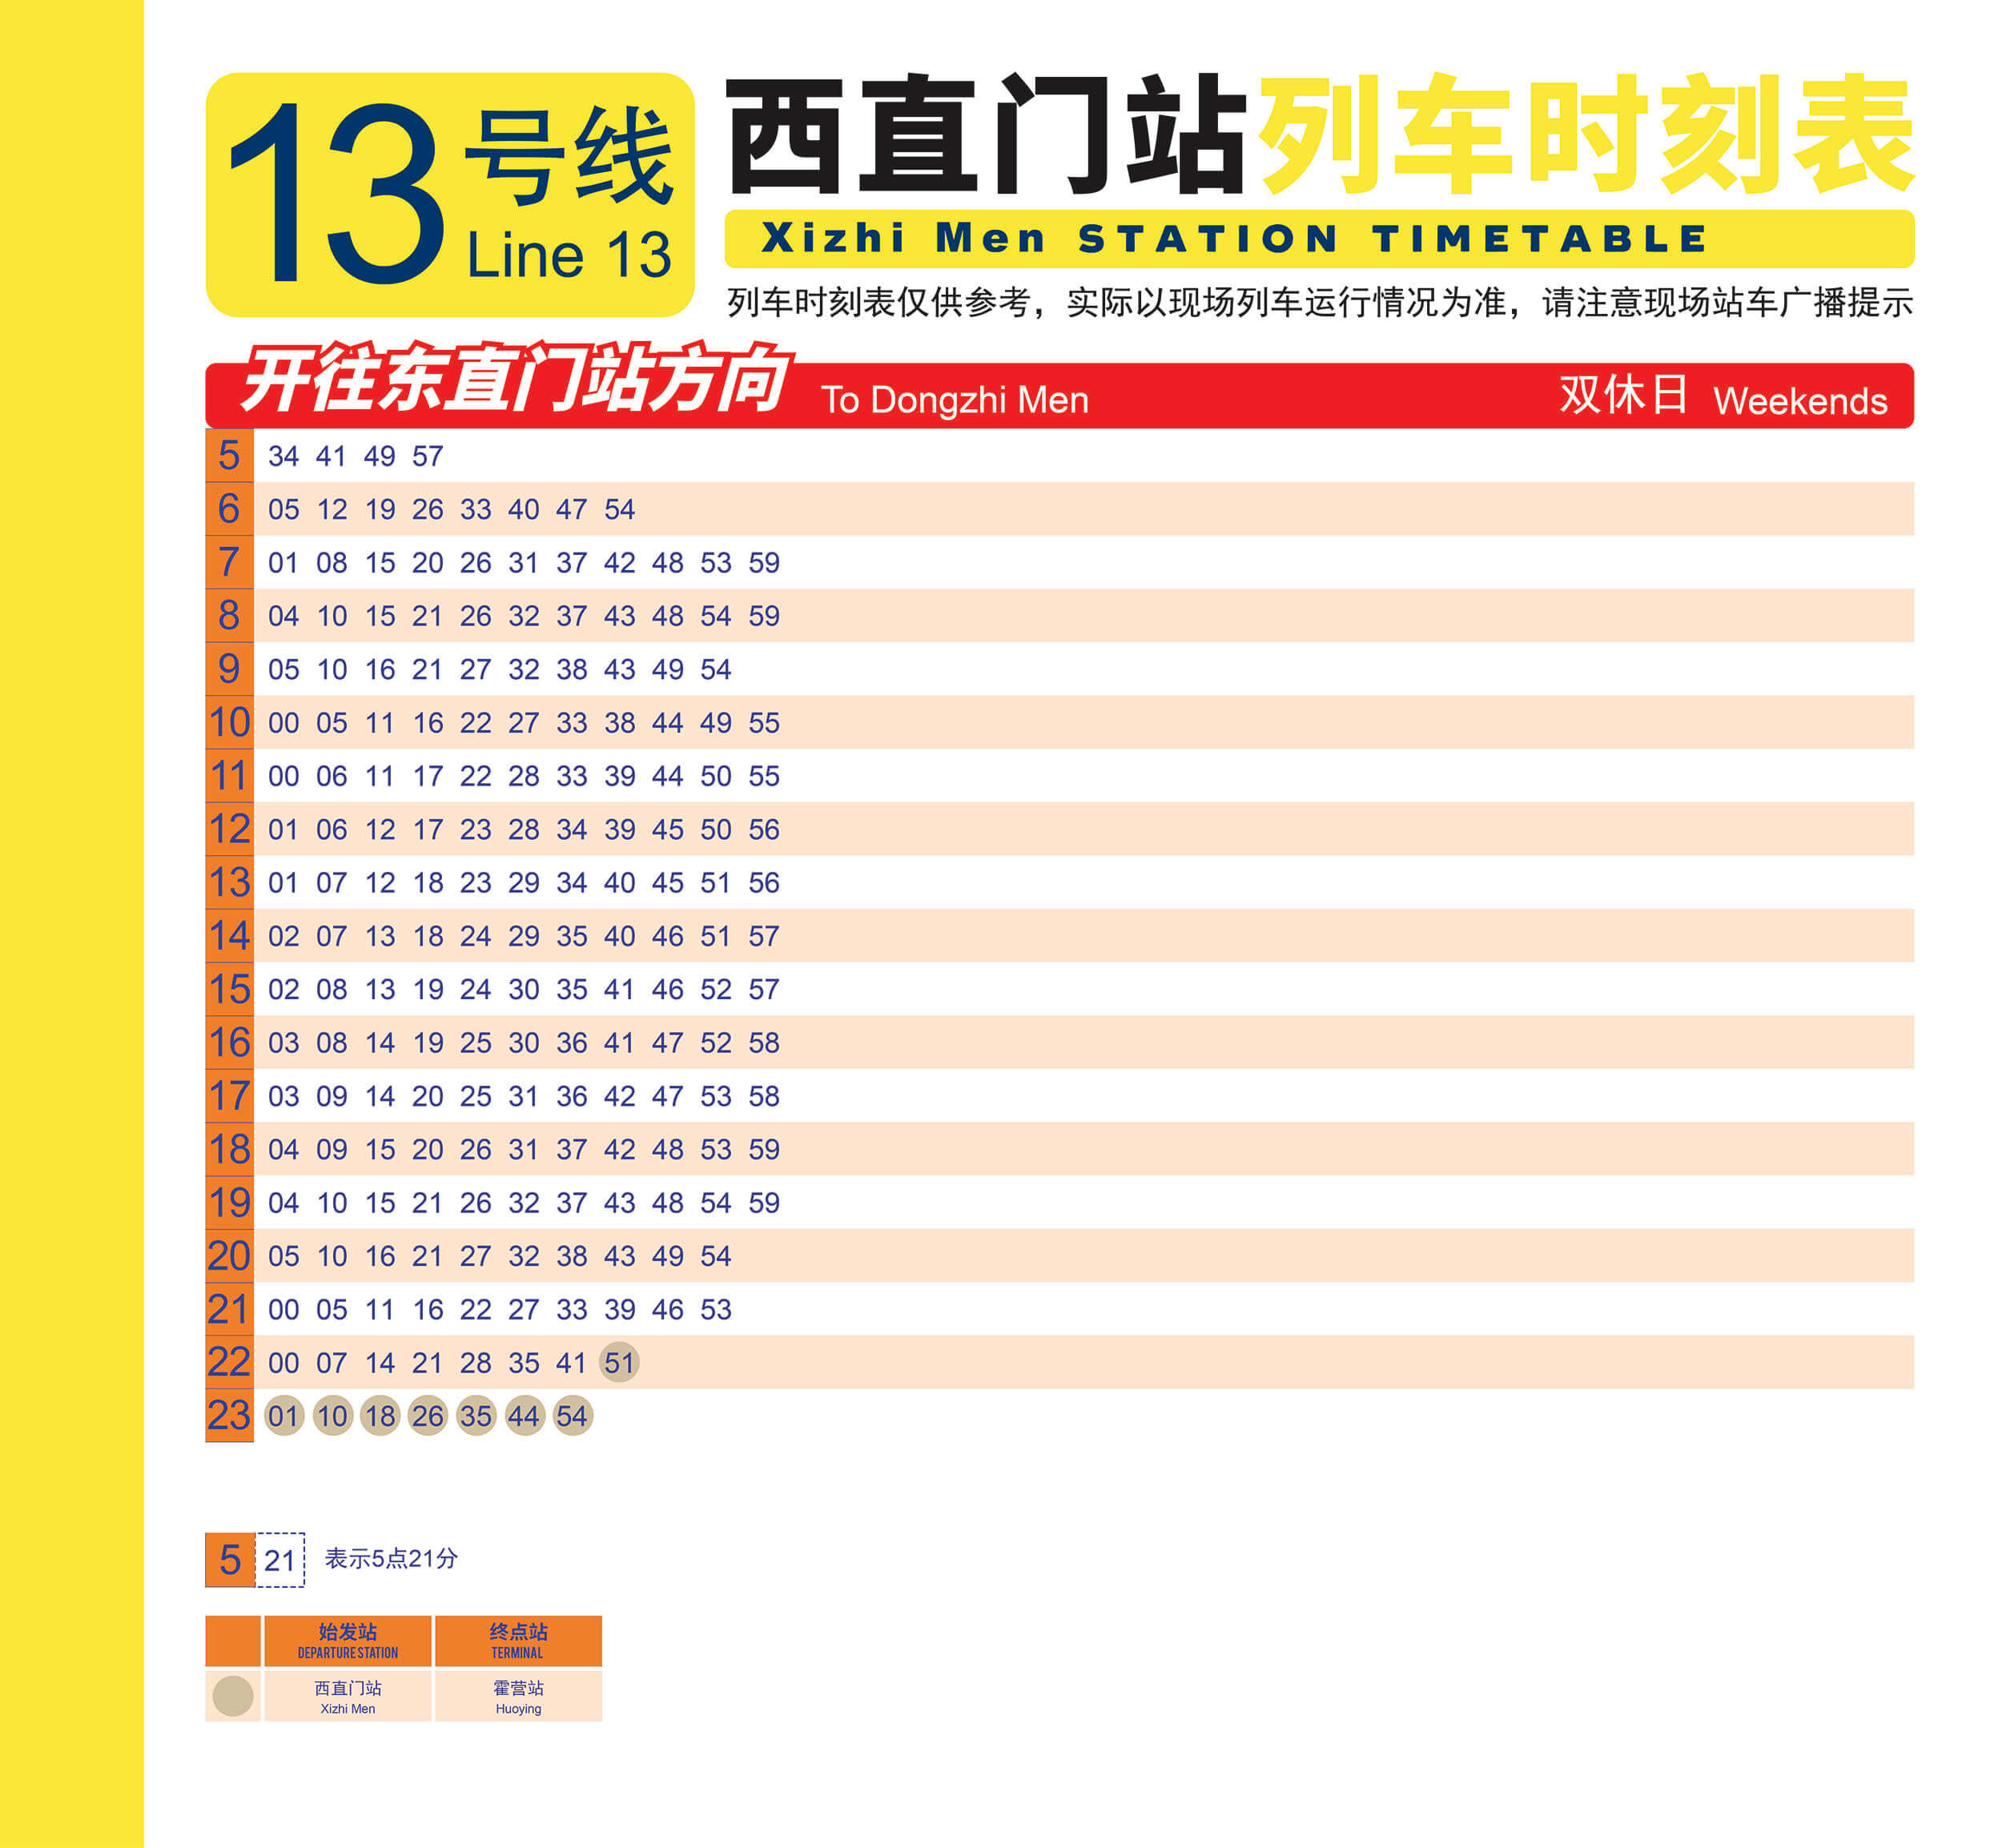 13号线
Line 13
西直门站列车时刻表
Xizhi Men STATION TIMETABLE
列车时刻表仅供参考，实际以现场列车运行情况为准，请注意现场站车广播提示
开往东直门站方向 To Dongzhi Men 双休日 Weekends
5 34 41 49 57
6 05 12 19 26 33 40 47 54
7 01 08 15 20 26 31 37 42 48 53 59
8 04 10 15 21 26 32 37 43 48 54 59
9 05 10 16 21 27 32 38 43 49 54
10 00 05 11 16 22 27 33 38 44 49 55
11 00 06 11 17 22 28 33 39 44 50 55
12 01 06 12 17 23 28 34 39 45 50 56
13 01 07 12 18 23 29 34 40 45 51 56
14 02 07 13 18 24 29 35 40 46 51 57
15 02 08 13 19 24 30 35 41 46 52 57
16 03 08 14 19 25 30 36 41 47 52 58
17 03 09 14 20 25 31 36 42 47 53 58
18 04 09 15 20 26 31 37 42 48 53 59
19 04 10 15 21 26 32 37 43 48 54 59
20 05 10 16 21 27 32 38 43 49 54
21 00 05 11 16 22 27 33 39 46 53
22 00 07 14 21 28 35 41 51
23 01 10 18 26 35 44 54
5 21 表示5点21分
始发站 终点站
DEPARTURE STATION TERMINAL
西直门站 霍营站
Xizhi Men Huoying